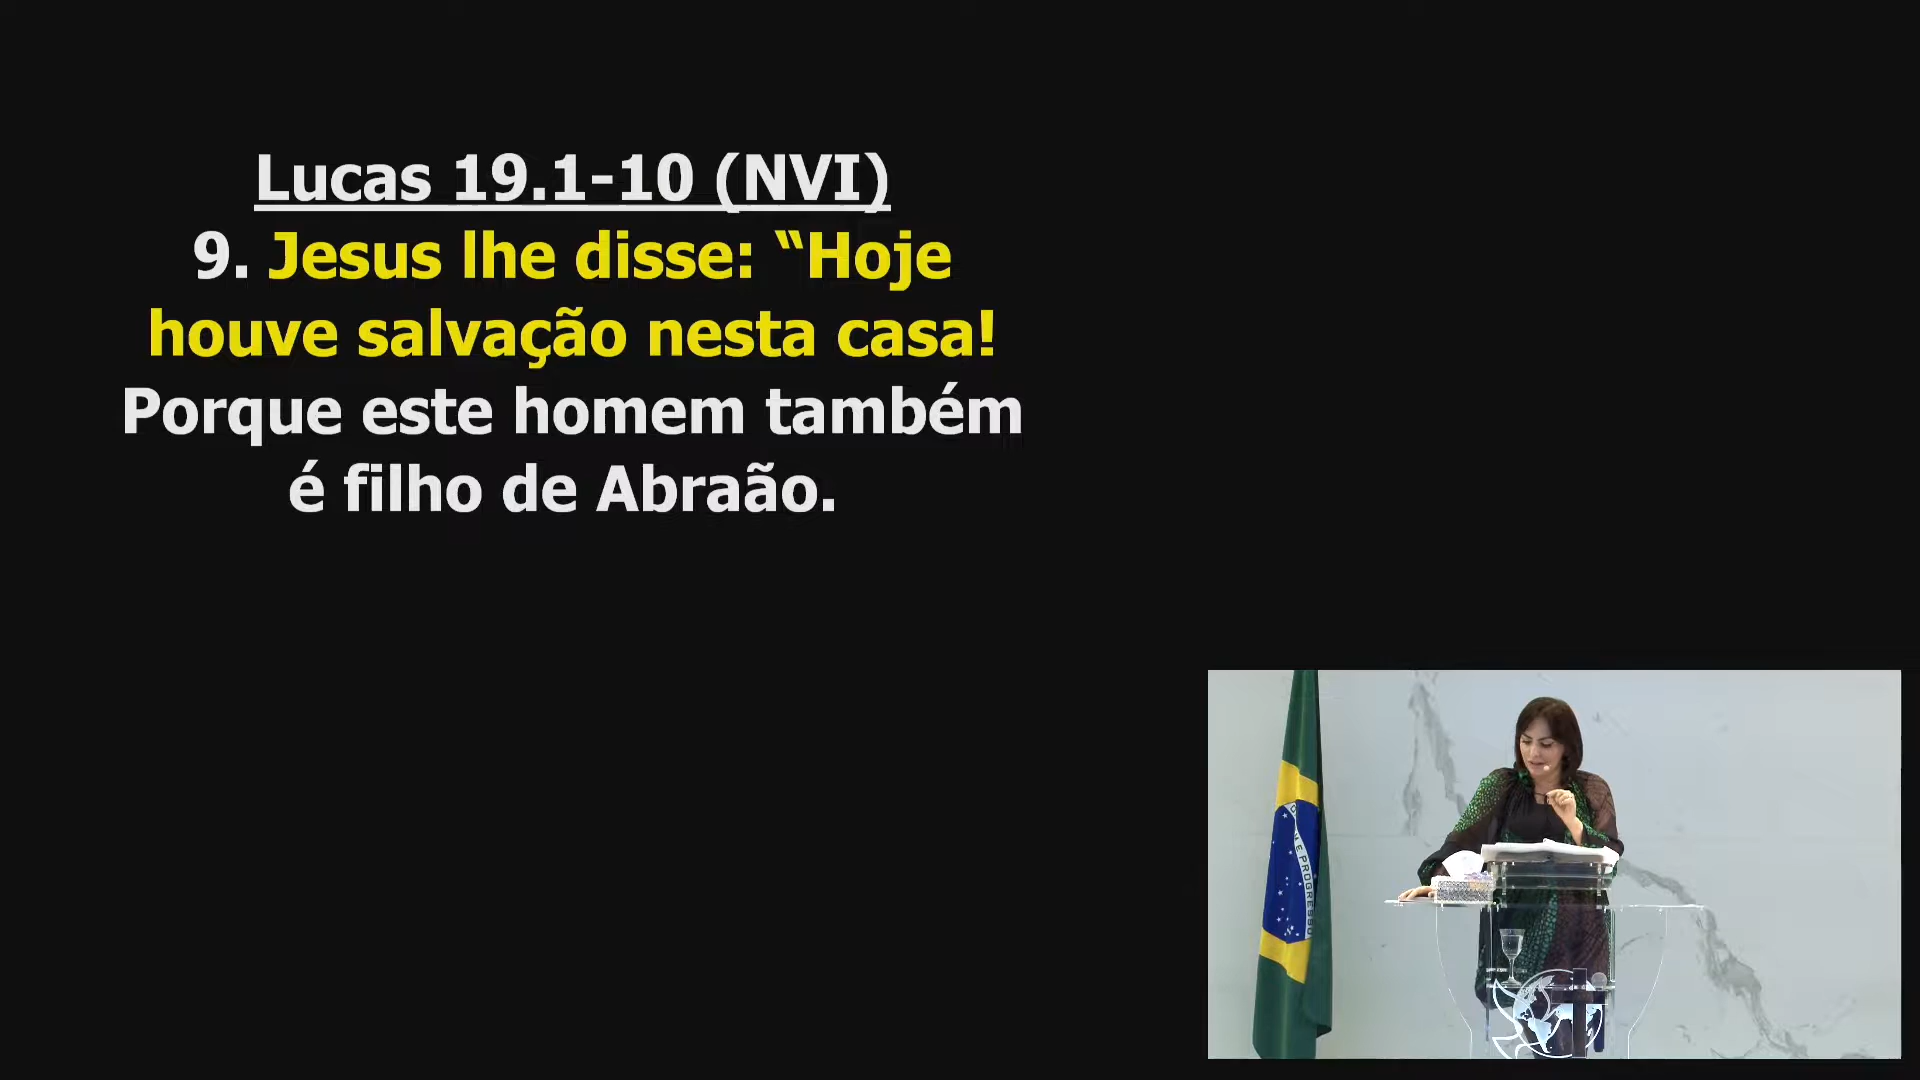 Lucas 19.1-10 (NVI)
9. Jesus lhe disse: “Hoje
houve salvação nesta casa!
Porque este homem também
é filho de Abraão.
E PROGRESSO